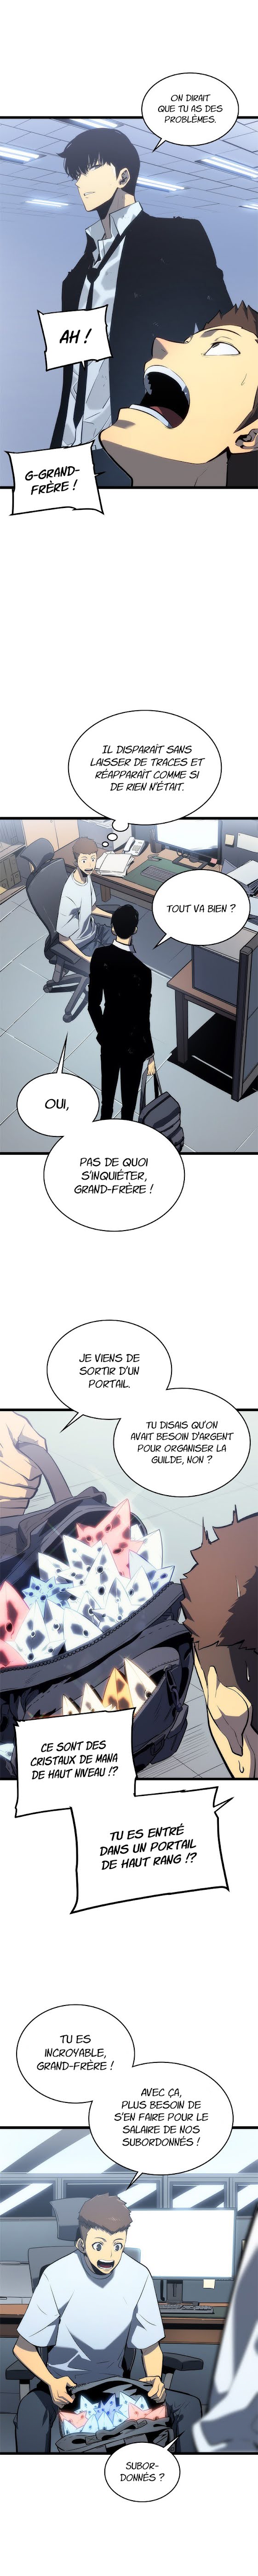 ON DIRAIT
QUE TU AS DES
PROBLÈMES.
AH !
G-GRAND-
FRÈRE !
IL DISPARAÎT SANS
LAISSER DE TRACES ET
RÉAPPARAÎT COMME SI
DE RIEN N'ÉTAIT.
TOUT VA BIEN ?
OUI,
PAS DE QUOI
S'INQUIÉTER,
GRAND-FRÈRE !
JE VIENS DE
SORTIR D'UN
PORTAIL.
TU DISAIS QU'ON
AVAIT BESOIN D'ARGENT
POUR ORGANISER LA
GUILDE, NON ?
CE SONT DES
CRISTAUX DE MANA
DE HAUT NIVEAU !?
TU ES ENTRÉ
DANS UN PORTAIL
DE HAUT RANG !?
TU ES
INCROYABLE,
GRAND-FRÈRE !
AVEC ÇA,
PLUS BESOIN DE
S'EN FAIRE POUR LE
SALAIRE DE NOS
SUBORDONNÉS !
SUBOR-
DONNÉS ?